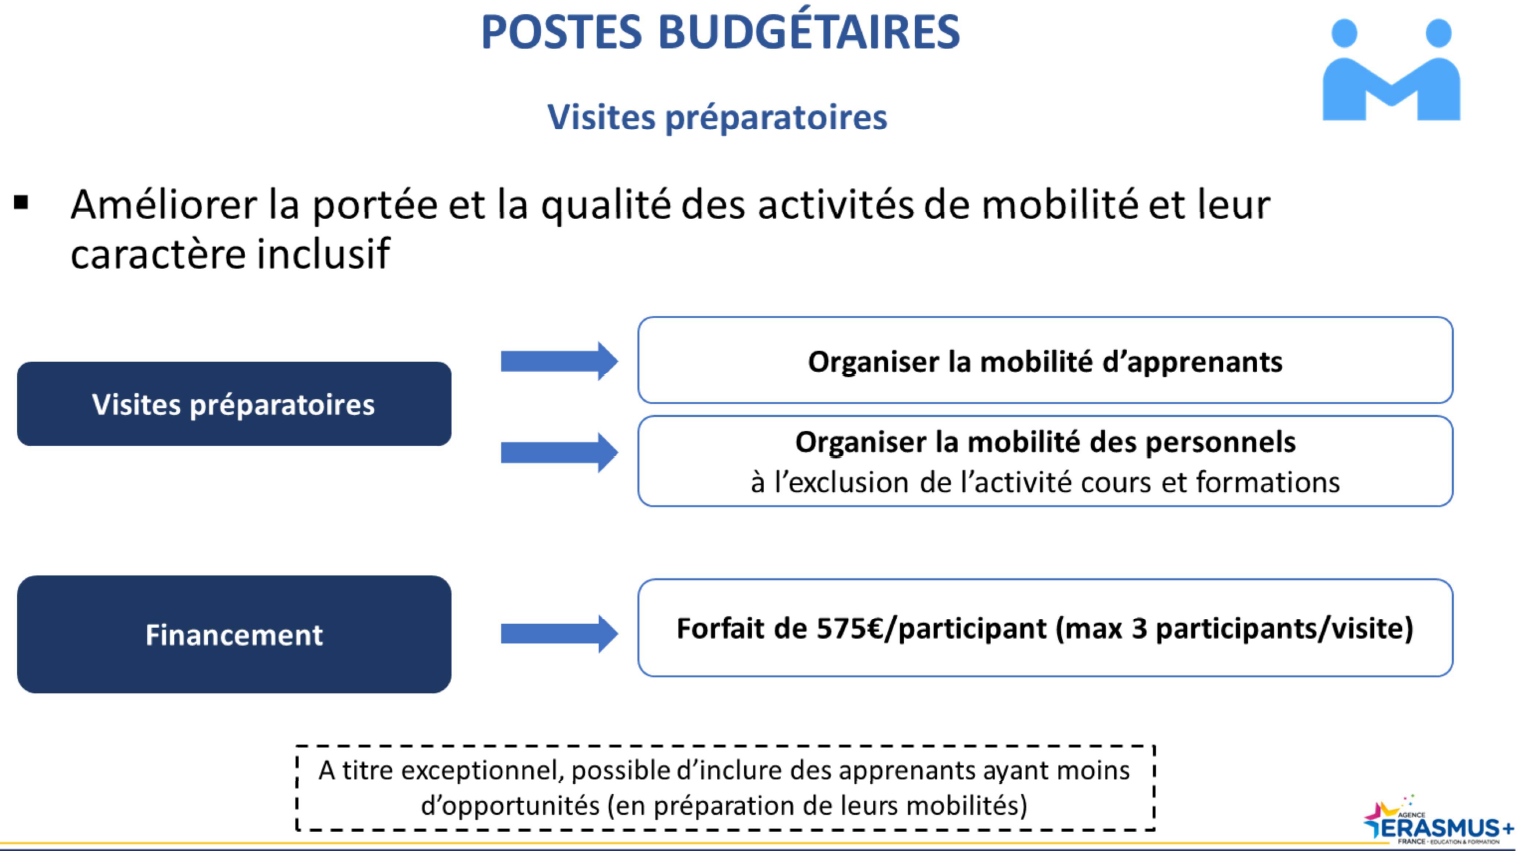 POSTES BUDGÉTAIRES
Visites préparatoires
▪ Améliorer la portée et la qualité des activités de mobilité et leur
caractère inclusif
Visites préparatoires
Organiser la mobilité d’apprenants
Organiser la mobilité des personnels
à l’exclusion de l’activité cours et formations
Financement
Forfait de 575€/participant (max 3 participants/visite)
A titre exceptionnel, possible d’inclure des apprenants ayant moins
d’opportunités (en préparation de leurs mobilités)
AGENCE
ERASMUS+
FRANCE - EDUCATION & FORMATION